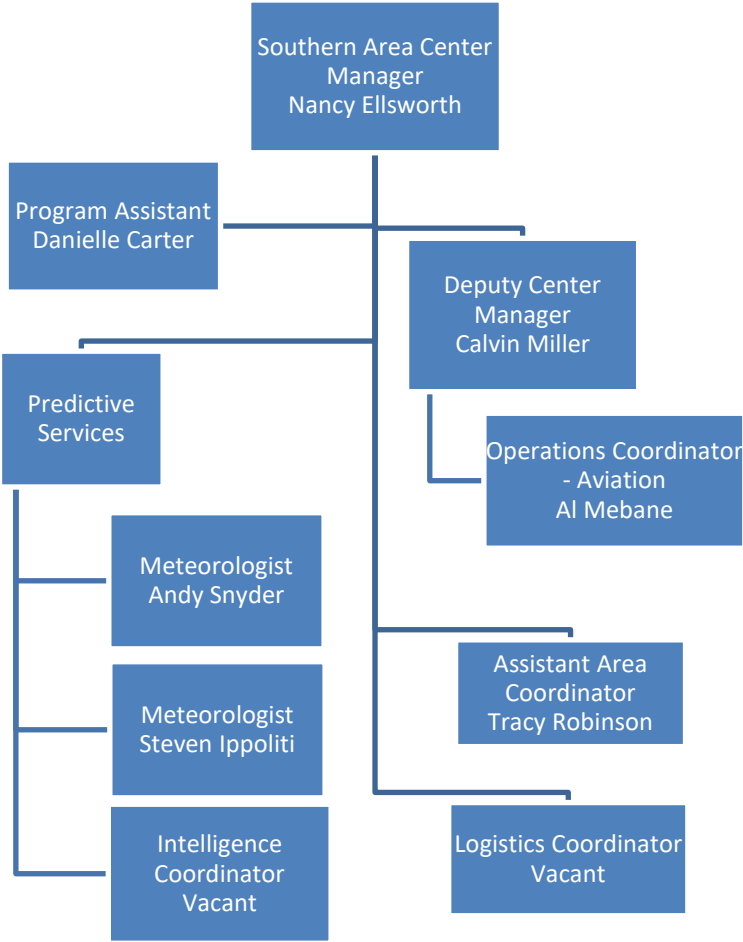 Southern Area Center
Manager
Nancy Ellsworth
Program Assistant
Danielle Carter
Deputy Center
Manager
Calvin Miller
Predictive
Services
Operations Coordinator
- Aviation
Al Mebane
Meteorologist
Andy Snyder
Meteorologist
Steven Ippoliti
Intelligence
Coordinator
Vacant
Assistant Area
Coordinator
Tracy Robinson
Logistics Coordinator
Vacant